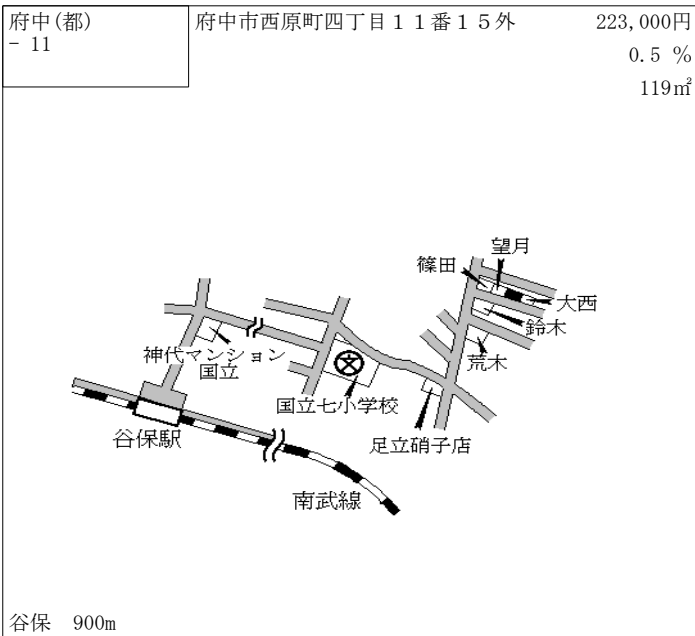 府中(都)
- 11
府中市西原町四丁目１１番１５外
223,000円
0.5 %
119㎡
望月
篠田
大西
鈴木
荒木
神代マンション
国立
国立七小学校
足立硝子店
谷保駅
南武線
谷保 900m